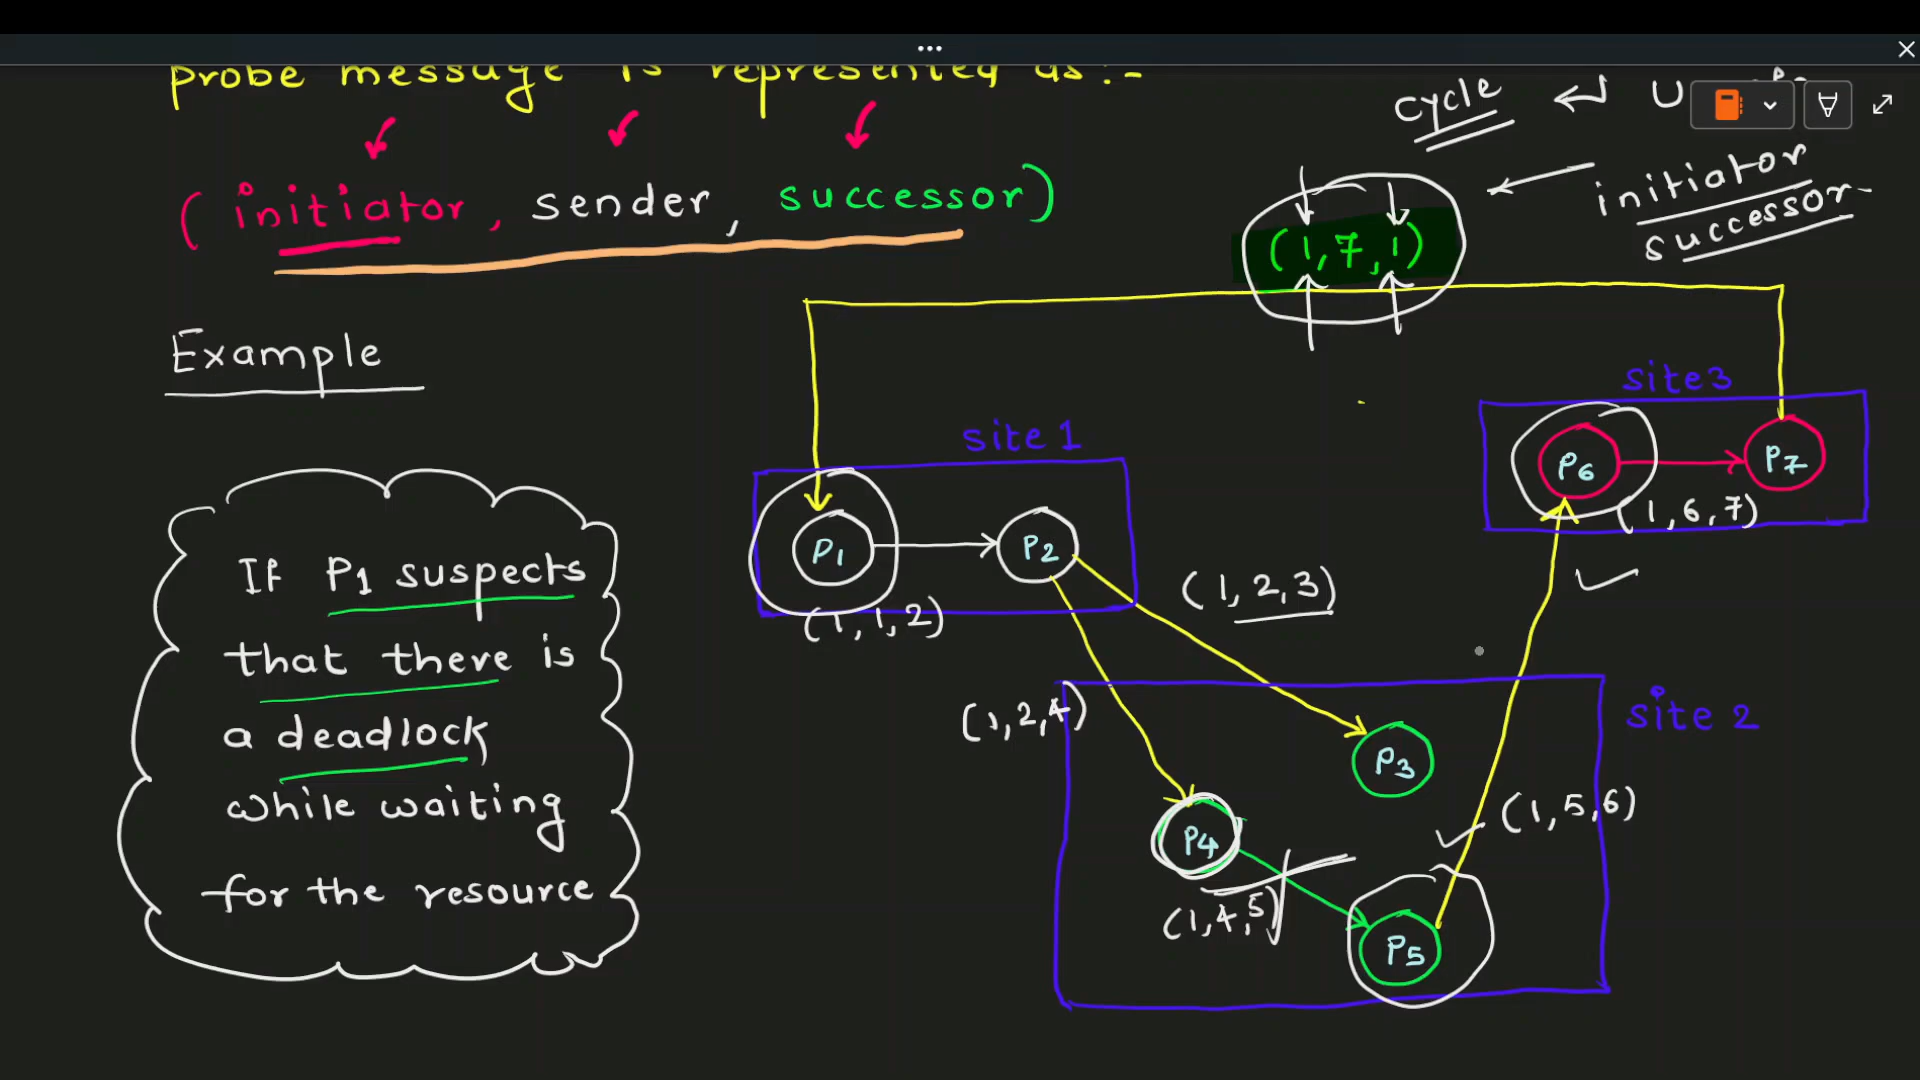 probe message is represented as:-
(initiator, sender, successor)
cycle
initiator
successor
(1,7,1)
Example
site 1
site3
P1
P2
P6
P7
(1,1,2)
(1,2,3)
(1,6,7)
If P1 suspects
that there is
a deadlock
while waiting
for the resource
(1,2,4)
site 2
P3
P4
(1,5,6)
(1,4,5)
P5